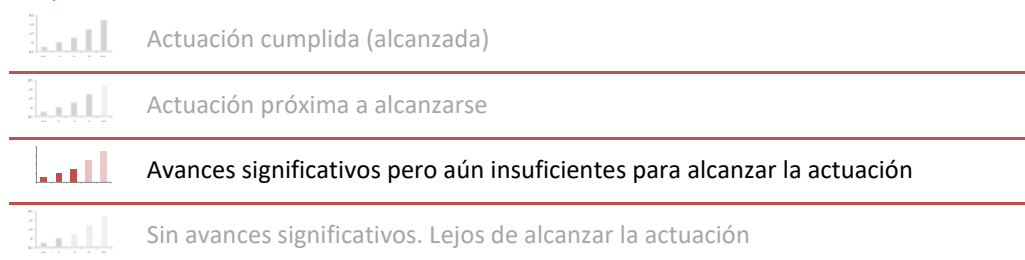 Actuación cumplida (alcanzada)
Actuación próxima a alcanzarse
Avances significativos pero aún insuficientes para alcanzar la actuación
Sin avances significativos. Lejos de alcanzar la actuación